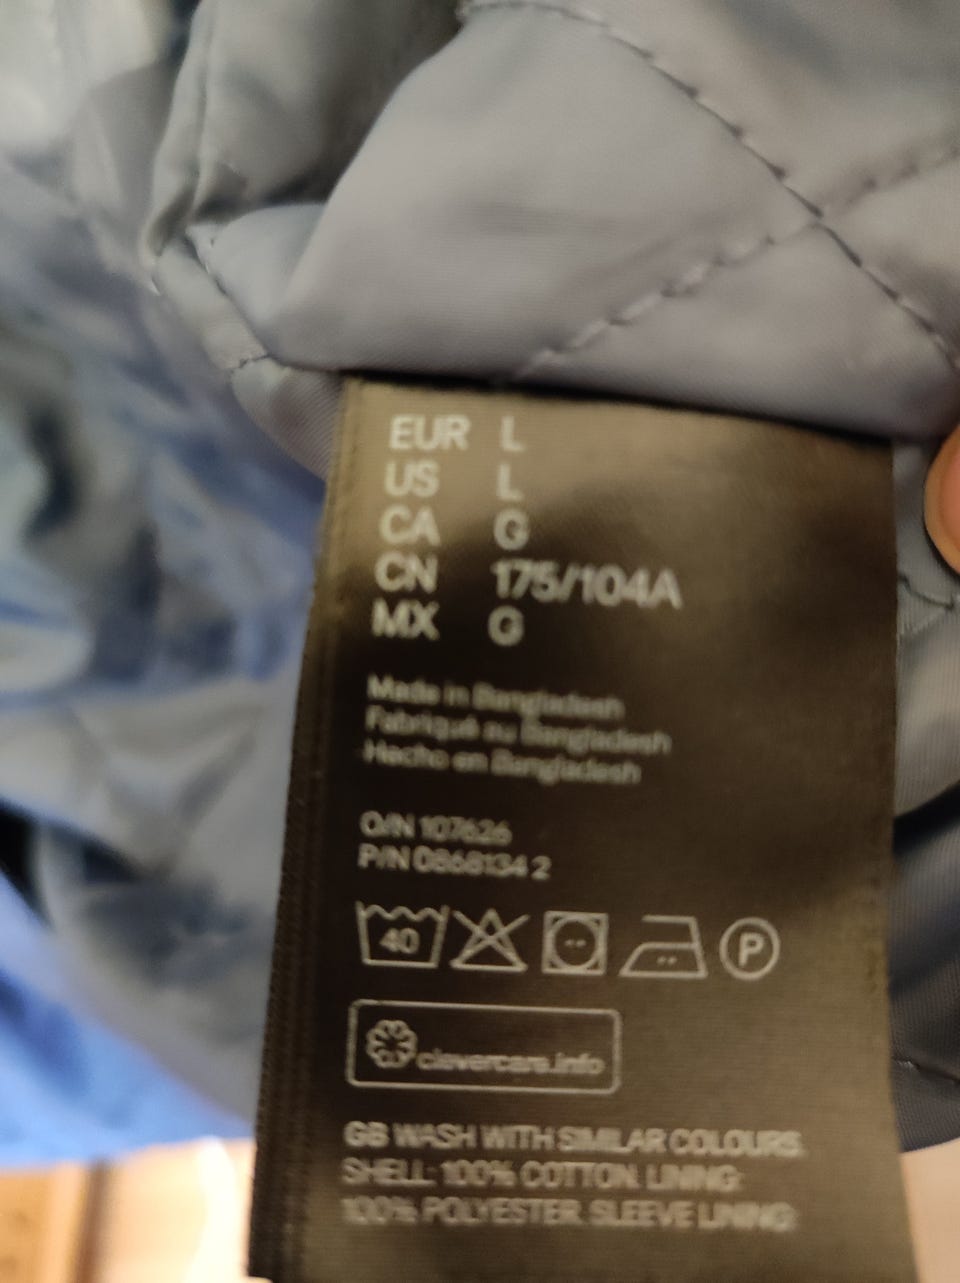 EUR L
US L
CA G
CN 175/104A
MX G
Made in Bangladesh
Fabriqué au Bangladesh
Hecho en Bangladesh
O/N 107626
P/N 0868134 2
40 P
clevercare.info
GB WASH WITH SIMILAR COLOURS.
SHELL: 100% COTTON. LINING:
100% POLYESTER. SLEEVE LINING: